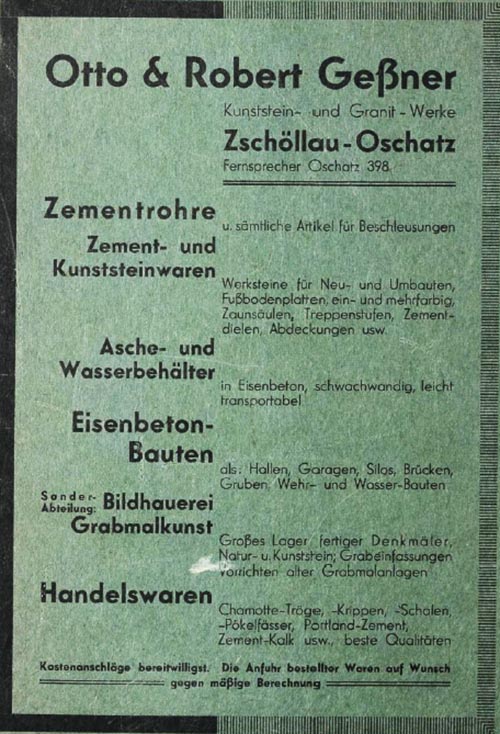 Otto & Robert Geßner
Kunststein- und Granit-Werke
Zschöllau-Oschatz
Fernsprecher Oschatz 398
Zementrohre
u. sämtliche Artikel für Beschleusungen
Zement- und
Kunststeinwaren
Werksteine für Neu- und Umbauten,
Fußbodenplatten, ein- und mehrfarbig,
Zaunsäulen, Treppenstufen, Zement-
dielen, Abdeckungen usw.
Asche- und
Wasserbehälter
in Eisenbeton, schwachwandig, leicht
transportabel
Eisenbeton-
Bauten
als: Hallen, Garagen, Silos, Brücken,
Gruben, Wehr- und Wasser-Bauten
Sonder-
Abteilung: Bildhauerei
Grabmalkunst
Großes Lager fertiger Denkmäler,
Natur- u. Kunststein; Grabeinfassungen
Vorrichten alter Grabmalanlagen
Handelswaren
Chamotte-Tröge, -Krippen, -Schalen,
-Pökelfässer, Portland-Zement,
Zement-Kalk usw., beste Qualitäten
Kostenanschläge bereitwilligst. Die Anfuhr bestellter Waren auf Wunsch
gegen mäßige Berechnung